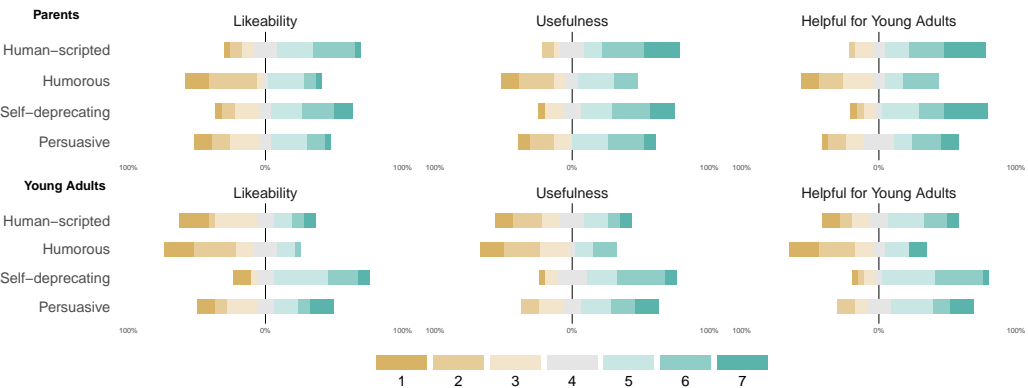 Parents
Likeability Usefulness Helpful for Young Adults
Human−scripted
Humorous
Self−deprecating
Persuasive
100% 0% 100% 100% 0% 100% 100% 0% 100%
Young Adults
Likeability Usefulness Helpful for Young Adults
Human−scripted
Humorous
Self−deprecating
Persuasive
100% 0% 100% 100% 0% 100% 100% 0% 100%
1 2 3 4 5 6 7